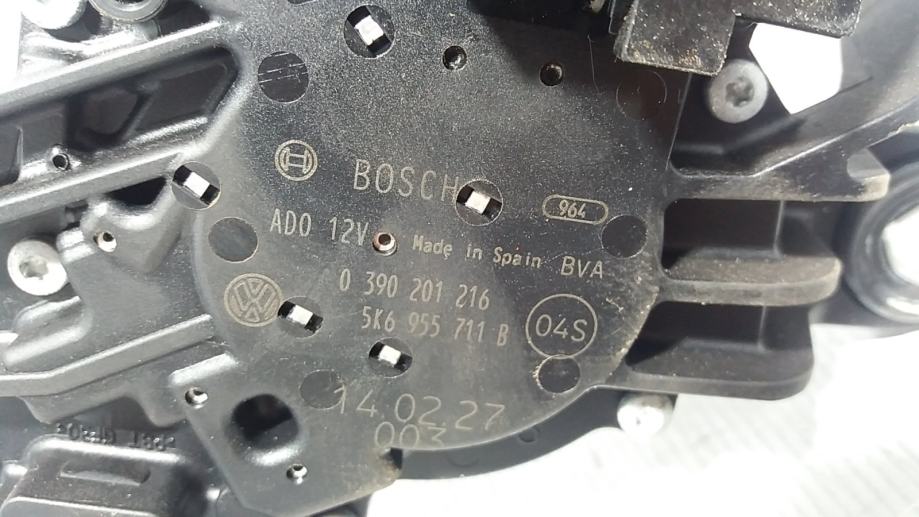 BOSCH
964
ADO 12V Made in Spain BVA
0 390 201 216
5K6 955 711 B
04S
14.02.27
003